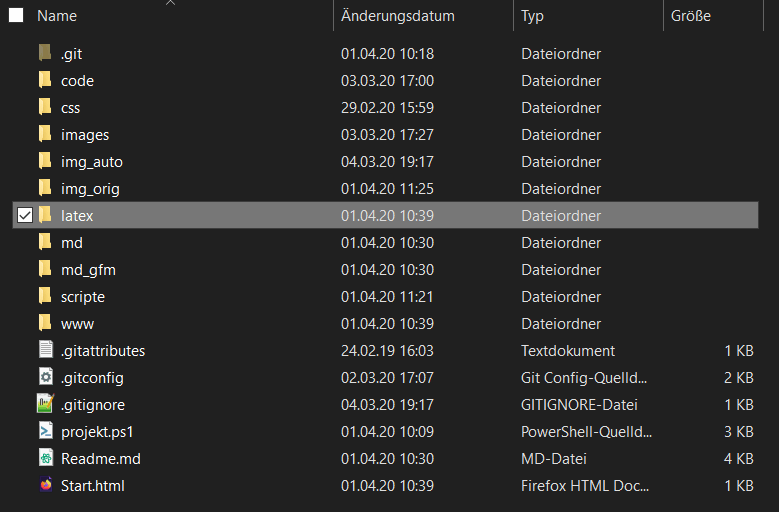 Name Änderungsdatum Typ Größe
.git 01.04.20 10:18 Dateiordner
code 03.03.20 17:00 Dateiordner
css 29.02.20 15:59 Dateiordner
images 03.03.20 17:27 Dateiordner
img_auto 04.03.20 19:17 Dateiordner
img_orig 01.04.20 11:25 Dateiordner
latex 01.04.20 10:39 Dateiordner
md 01.04.20 10:30 Dateiordner
md_gfm 01.04.20 10:30 Dateiordner
scripte 01.04.20 11:21 Dateiordner
www 01.04.20 10:39 Dateiordner
.gitattributes 24.02.19 16:03 Textdokument 1 KB
.gitconfig 02.03.20 17:07 Git Config-Quelld... 2 KB
.gitignore 04.03.20 19:17 GITIGNORE-Datei 1 KB
projekt.ps1 01.04.20 10:09 PowerShell-Quelld... 3 KB
Readme.md 01.04.20 10:30 MD-Datei 4 KB
Start.html 01.04.20 10:39 Firefox HTML Doc... 1 KB